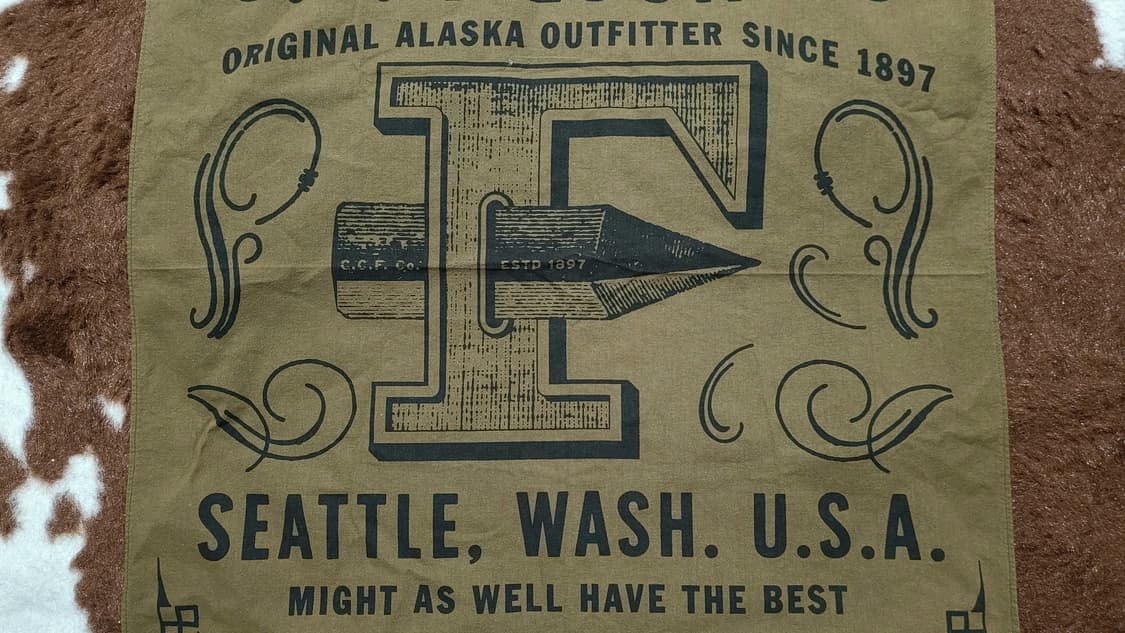 ORIGINAL ALASKA OUTFITTER SINCE 1897
F
C.C.F. Co. ESTD 1897
SEATTLE, WASH. U.S.A.
MIGHT AS WELL HAVE THE BEST